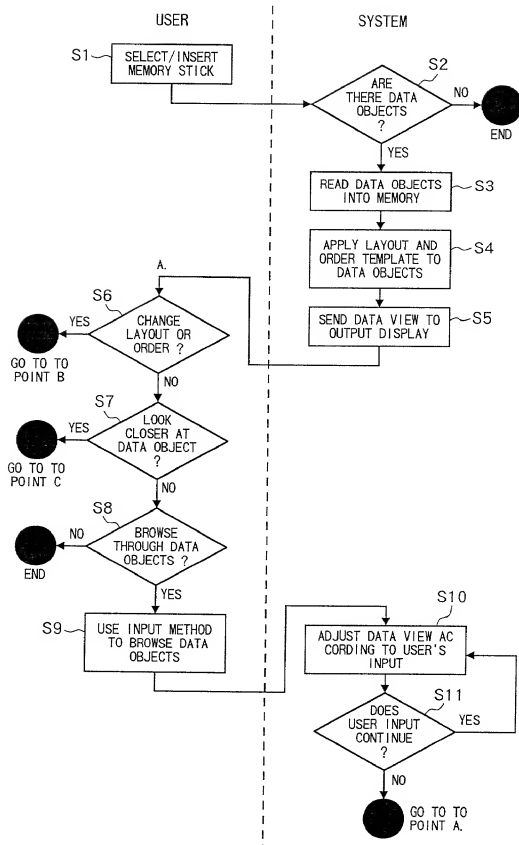 USER
SYSTEM
S1
SELECT/INSERT
MEMORY STICK
S2
ARE
THERE DATA
OBJECTS
?
NO
END
YES
READ DATA OBJECTS
INTO MEMORY
S3
APPLY LAYOUT AND
ORDER TEMPLATE TO
DATA OBJECTS
S4
SEND DATA VIEW TO
OUTPUT DISPLAY
S5
A.
S6
CHANGE
LAYOUT OR
ORDER ?
YES
GO TO TO
POINT B
NO
S7
LOOK
CLOSER AT
DATA OBJECT
?
YES
GO TO TO
POINT C
NO
S8
BROWSE
THROUGH DATA
OBJECTS ?
NO
END
YES
S9
USE INPUT METHOD
TO BROWSE DATA
OBJECTS
S10
ADJUST DATA VIEW AC
CORDING TO USER'S
INPUT
S11
DOES
USER INPUT
CONTINUE
?
YES
NO
GO TO TO
POINT A.